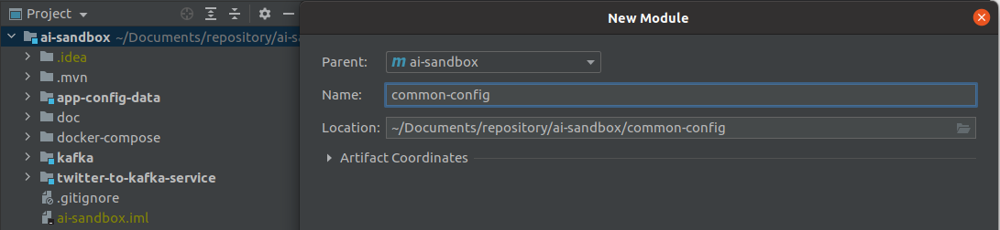 Project
ai-sandbox ~/Documents/repository/ai-s
.idea
.mvn
app-config-data
doc
docker-compose
kafka
twitter-to-kafka-service
.gitignore
ai-sandbox.iml
New Module
Parent: m ai-sandbox
Name: common-config
Location: ~/Documents/repository/ai-sandbox/common-config
Artifact Coordinates